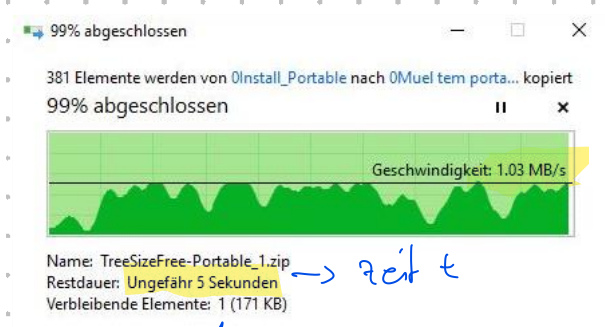 99% abgeschlossen
381 Elemente werden von 0Install_Portable nach 0Muel tem porta... kopiert
99% abgeschlossen
Geschwindigkeit: 1.03 MB/s
Name: TreeSizeFree-Portable_1.zip
Restdauer: Ungefähr 5 Sekunden → Zeit t
Verbleibende Elemente: 1 (171 KB)